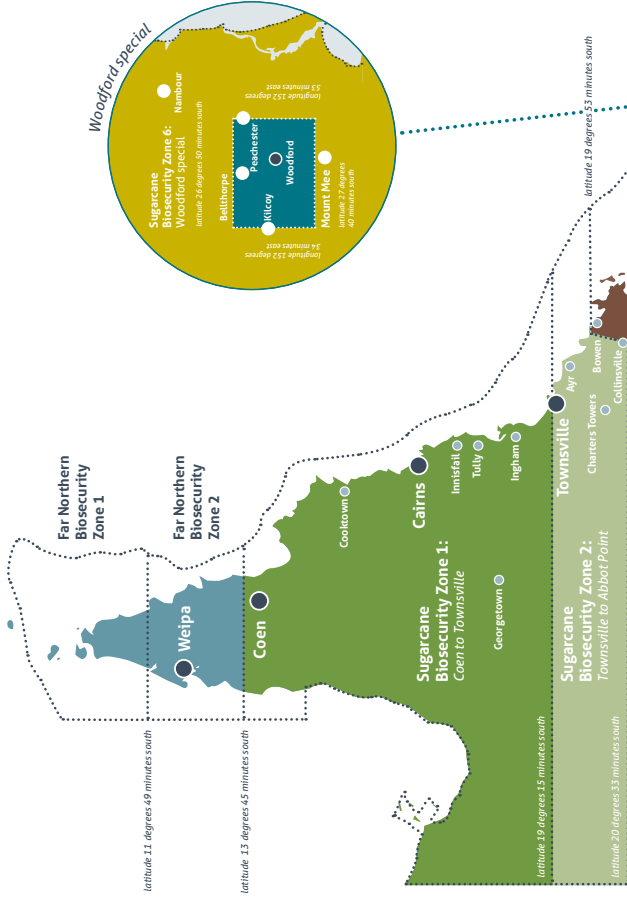 Woodford special
Sugarcane
Biosecurity Zone 6:
Woodford special
latitude 26 degrees 50 minutes south
Nambour
Bellthorpe
Peachester
Kilcoy
Woodford
Mount Mee
latitude 27 degrees
40 minutes south
longitude 152 degrees
53 minutes east
longitude 152 degrees
34 minutes east
Far Northern
Biosecurity
Zone 1
Far Northern
Biosecurity
Zone 2
latitude 11 degrees 49 minutes south
Weipa
latitude 13 degrees 45 minutes south
Coen
Cooktown
Cairns
Innisfail
Tully
Ingham
Georgetown
Sugarcane
Biosecurity Zone 1:
Coen to Townsville
latitude 19 degrees 15 minutes south
Townsville
Ayr
Charters Towers
Bowen
Collinsville
latitude 19 degrees 53 minutes south
Sugarcane
Biosecurity Zone 2:
Townsville to Abbot Point
latitude 20 degrees 33 minutes south